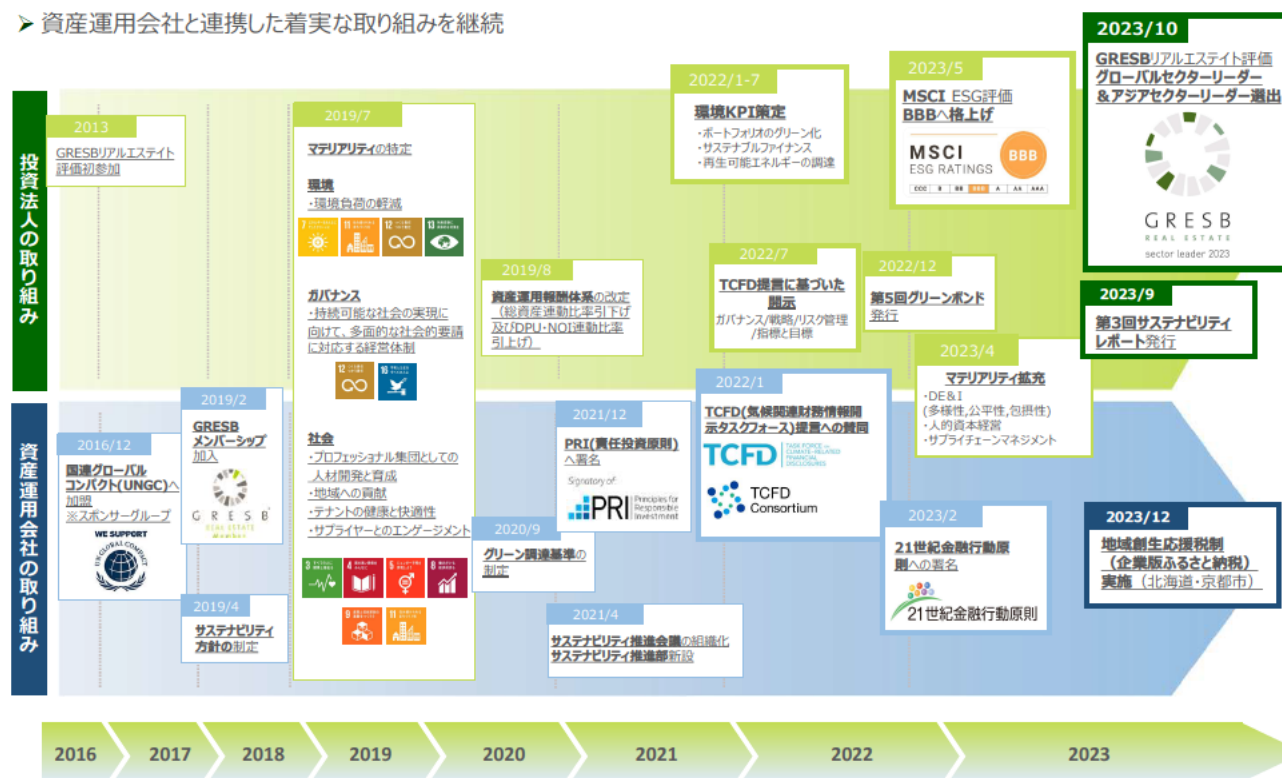 ➢ 資産運用会社と連携した着実な取り組みを継続
投資法人の取り組み
2013
GRESBリアルエステイト
評価初参加
2019/7
マテリアリティの特定
環境
・環境負荷の軽減
7
11
12
13
ガバナンス
・持続可能な社会の実現に
向けて、多面的な社会的要請
に対応する経営体制
12
16
社会
・プロフェッショナル集団としての
人材開発と育成
・地域への貢献
・テナントの健康と快適性
・サプライヤーとのエンゲージメント
3
4
5
8
9
11
2019/8
資産運用報酬体系の改定
(総資産連動比率引下げ
及びDPU・NOI連動比率
引上げ)
2022/1-7
環境KPI策定
・ポートフォリオのグリーン化
・サステナブルファイナンス
・再生可能エネルギーの調達
2022/7
TCFD提言に基づいた
開示
ガバナンス/戦略/リスク管理
/指標と目標
2022/12
第5回グリーンボンド
発行
2023/5
MSCI ESG評価
BBBへ格上げ
MSCI
ESG RATINGS
BBB
CCC B BB BBB A AA AAA
2023/4
マテリアリティ拡充
・DE&I
(多様性,公平性,包摂性)
・人的資本経営
・サプライチェーンマネジメント
2023/10
GRESBリアルエステイト評価
グローバルセクターリーダー
&アジアセクターリーダー選出
GRESB
REAL ESTATE
sector leader 2023
2023/9
第3回サステナビリティ
レポート発行
資産運用会社の取り組み
2016/12
国連グローバル
コンパクト(UNGC)へ
加盟
※スポンサーグループ
WE SUPPORT
UN GLOBAL COMPACT
2019/2
GRESB
メンバーシップ
加入
GRESB
REAL ESTATE
2019/4
サステナビリティ
方針の制定
2020/9
グリーン調達基準の
制定
2021/12
PRI(責任投資原則)
へ署名
Signatory of:
PRI
Principles for
Responsible
Investment
2021/4
サステナビリティ推進会議の組織化
サステナビリティ推進部新設
2022/1
TCFD(気候関連財務情報開
示タスクフォース)提言への賛同
TCFD
TASK FORCE ON
CLIMATE-RELATED
FINANCIAL
DISCLOSURES
TCFD
Consortium
2023/2
21世紀金融行動原
則への署名
21世紀金融行動原則
2023/12
地域創生応援税制
(企業版ふるさと納税)
実施(北海道・京都市)
2016
2017
2018
2019
2020
2021
2022
2023